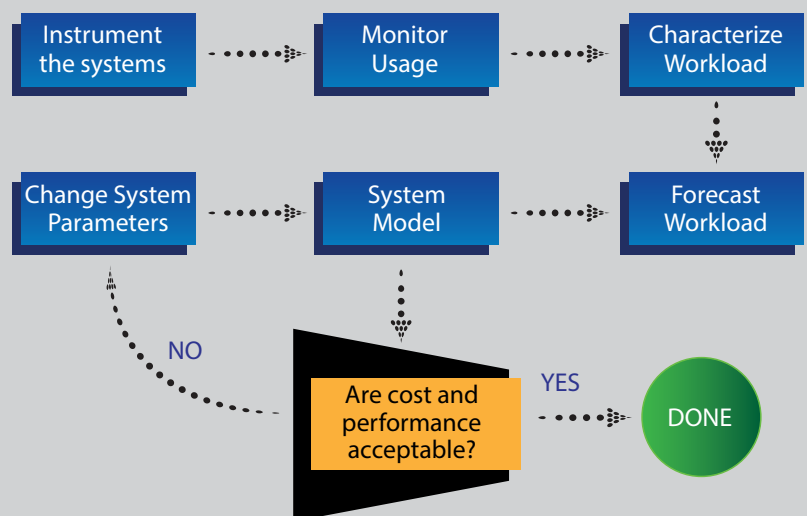 Instrument
the systems
Monitor
Usage
Characterize
Workload
Change System
Parameters
System
Model
Forecast
Workload
NO
YES
Are cost and
performance
acceptable?
DONE